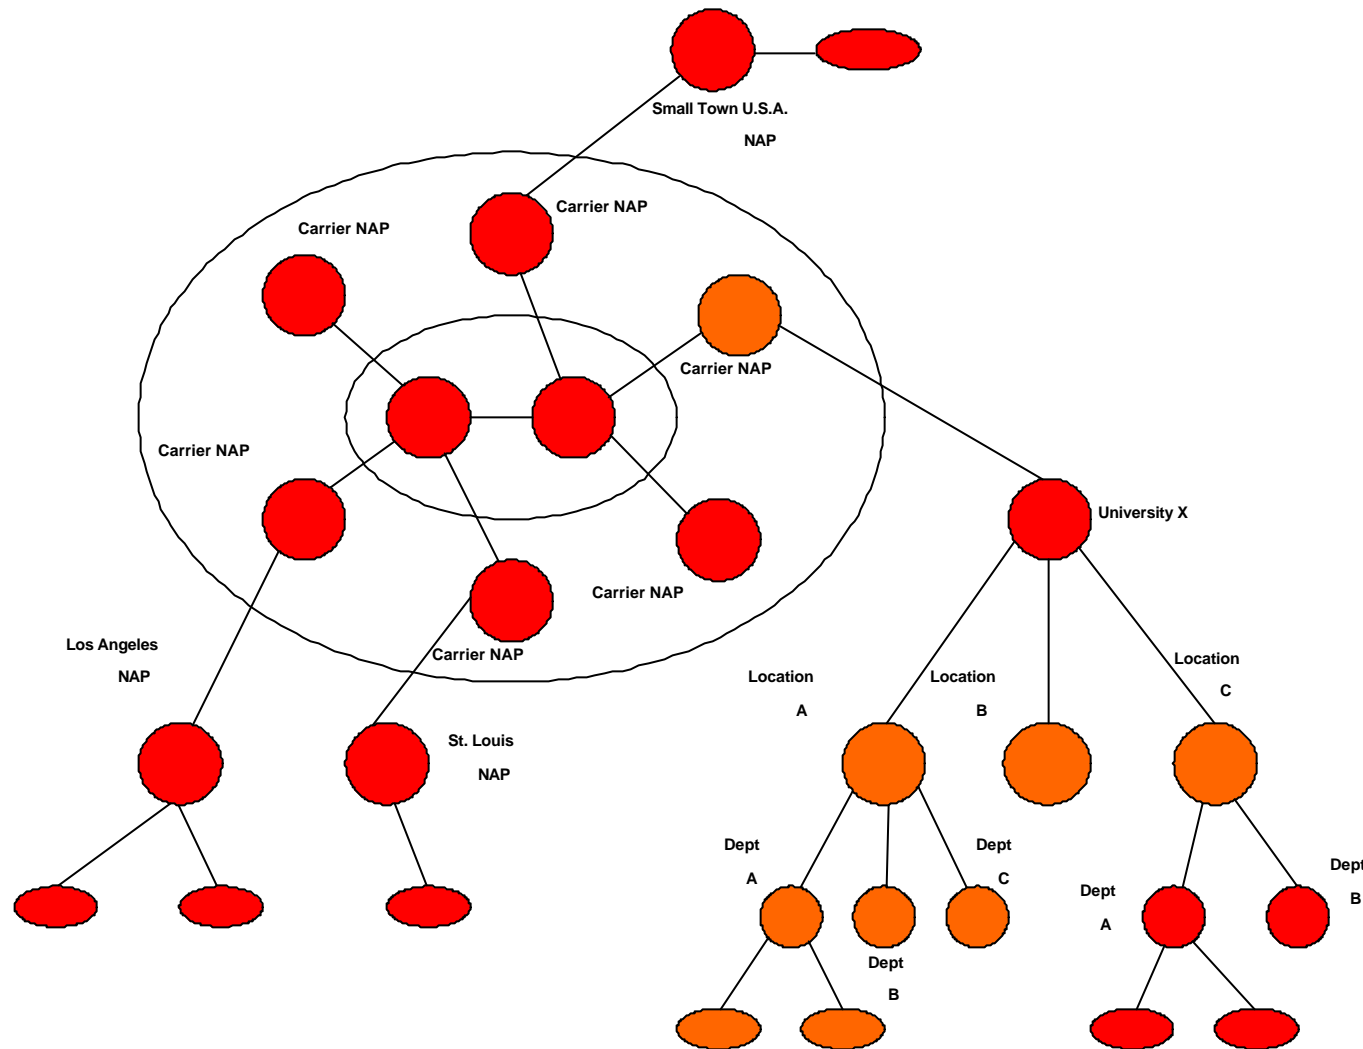 Small Town U.S.A.
NAP
Carrier NAP
Carrier NAP
Carrier NAP
Carrier NAP
Carrier NAP
Carrier NAP
University X
Los Angeles
NAP
St. Louis
NAP
Location
A
Location
B
Location
C
Dept
A
Dept
B
Dept
C
Dept
A
Dept
B